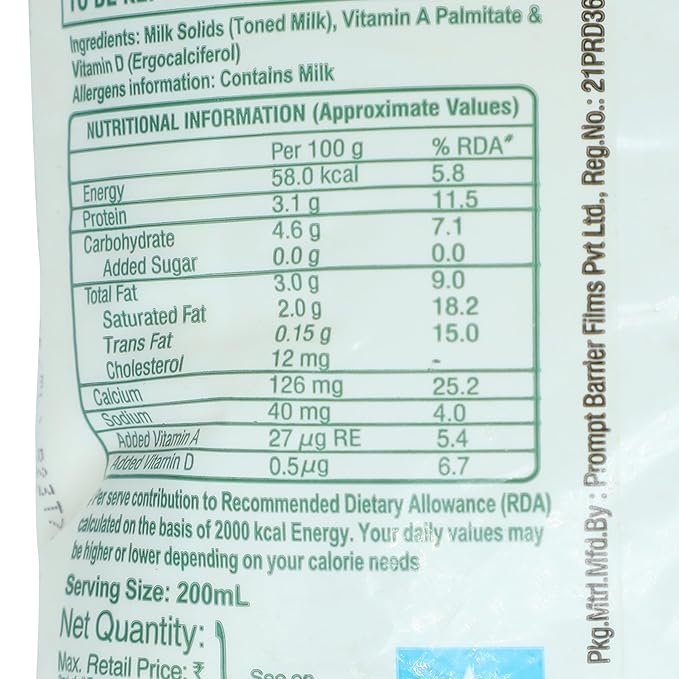 Ingredients: Milk Solids (Toned Milk), Vitamin A Palmitate &
Vitamin D (Ergocalciferol)
Allergens information: Contains Milk
NUTRITIONAL INFORMATION (Approximate Values)
Per 100 g % RDA#
Energy 58.0 kcal 5.8
Protein 3.1 g 11.5
Carbohydrate 4.6 g 7.1
Added Sugar 0.0 g 0.0
Total Fat 3.0 g 9.0
Saturated Fat 2.0 g 18.2
Trans Fat 0.15 g 15.0
Cholesterol 12 mg -
Calcium 126 mg 25.2
Sodium 40 mg 4.0
Added Vitamin A 27 µg RE 5.4
Added Vitamin D 0.5µg 6.7
Per serve contribution to Recommended Dietary Allowance (RDA)
calculated on the basis of 2000 kcal Energy. Your daily values may
be higher or lower depending on your calorie needs
Serving Size: 200mL
Net Quantity:
Max. Retail Price: ₹
See on
Pkg.Mtrl.Mfd.By : Prompt Barrier Films Pvt Ltd., Reg.No.: 21PRD36